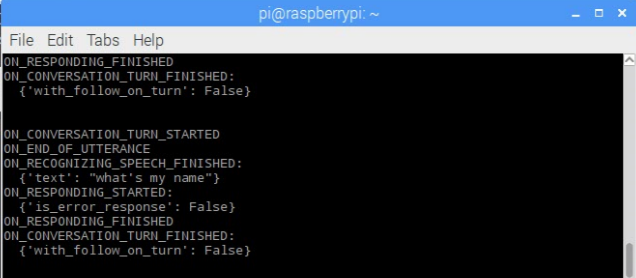 pi@raspberrypi: ~
File Edit Tabs Help
ON_RESPONDING_FINISHED
ON_CONVERSATION_TURN_FINISHED:
  {'with_follow_on_turn': False}
ON_CONVERSATION_TURN_STARTED
ON_END_OF_UTTERANCE
ON_RECOGNIZING_SPEECH_FINISHED:
  {'text': "what's my name"}
ON_RESPONDING_STARTED:
  {'is_error_response': False}
ON_RESPONDING_FINISHED
ON_CONVERSATION_TURN_FINISHED:
  {'with_follow_on_turn': False}